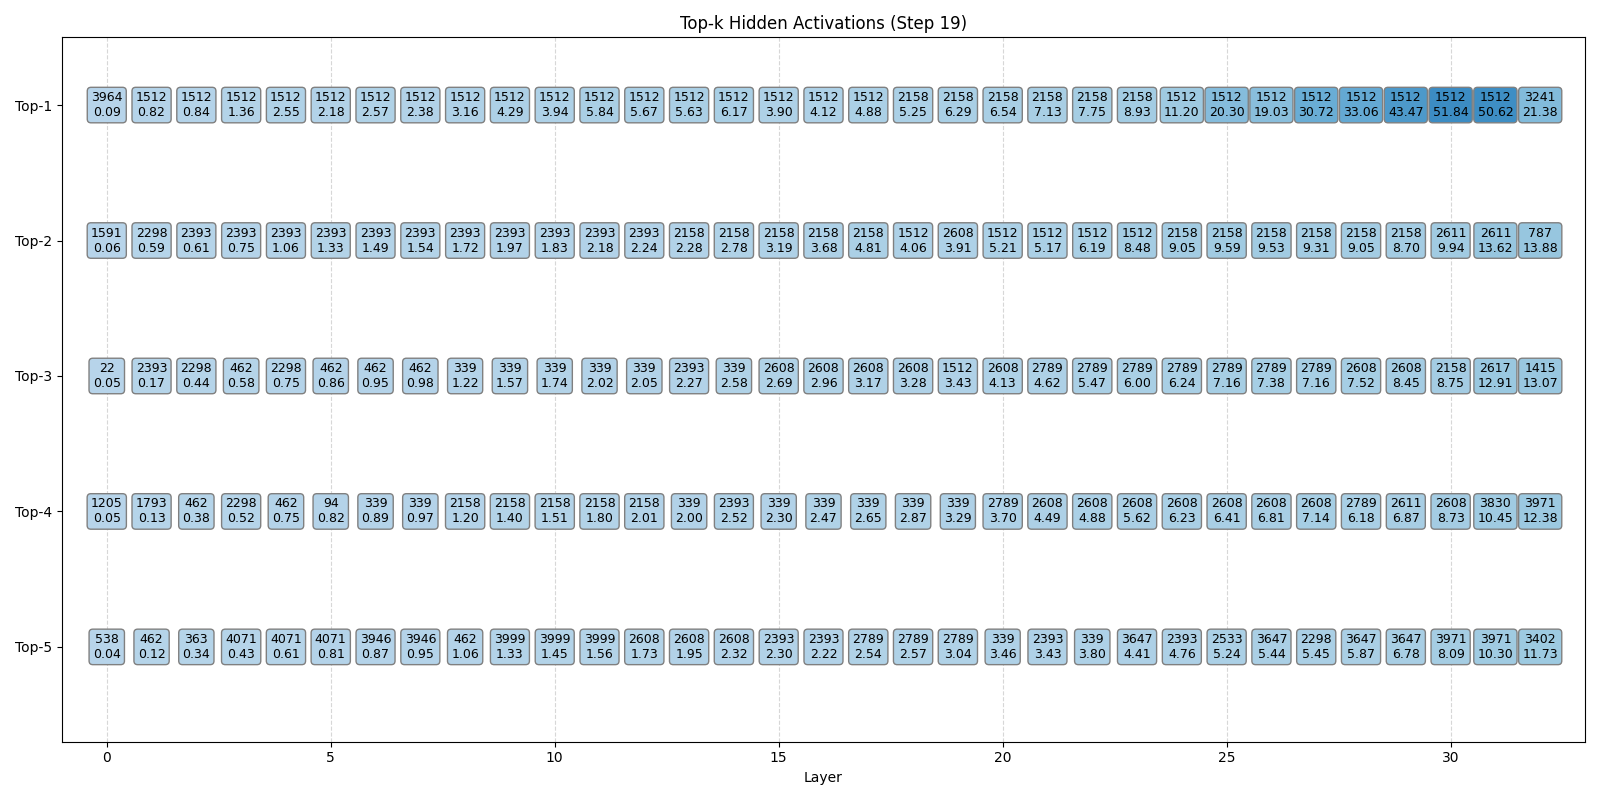 Top-k Hidden Activations (Step 19)
Top-1
3964 1512 1512 1512 1512 1512 1512 1512 1512 1512 1512 1512 1512 1512 1512 1512 1512 1512 2158 2158 2158 2158 2158 2158 1512 1512 1512 1512 1512 1512 1512 1512 3241
0.09 0.82 0.84 1.36 2.55 2.18 2.57 2.38 3.16 4.29 3.94 5.84 5.67 5.63 6.17 3.90 4.12 4.88 5.25 6.29 6.54 7.13 7.75 8.93 11.20 20.30 19.03 30.72 33.06 43.47 51.84 50.62 21.38
Top-2
1591 2298 2393 2393 2393 2393 2393 2393 2393 2393 2393 2393 2393 2158 2158 2158 2158 2158 1512 2608 1512 1512 1512 1512 2158 2158 2158 2158 2158 2158 2611 2611 787
0.06 0.59 0.61 0.75 1.06 1.33 1.49 1.54 1.72 1.97 1.83 2.18 2.24 2.28 2.78 3.19 3.68 4.81 4.06 3.91 5.21 5.17 6.19 8.48 9.05 9.59 9.53 9.31 9.05 8.70 9.94 13.62 13.88
Top-3
22 2393 2298 462 2298 462 462 462 339 339 339 339 339 2393 339 2608 2608 2608 2608 1512 2608 2789 2789 2789 2789 2789 2789 2789 2608 2608 2158 2617 1415
0.05 0.17 0.44 0.58 0.75 0.86 0.95 0.98 1.22 1.57 1.74 2.02 2.05 2.27 2.58 2.69 2.96 3.17 3.28 3.43 4.13 4.62 5.47 6.00 6.24 7.16 7.38 7.16 7.52 8.45 8.75 12.91 13.07
Top-4
1205 1793 462 2298 462 94 339 339 2158 2158 2158 2158 2158 339 2393 339 339 339 339 339 2789 2608 2608 2608 2608 2608 2608 2608 2789 2611 2608 3830 3971
0.05 0.13 0.38 0.52 0.75 0.82 0.89 0.97 1.20 1.40 1.51 1.80 2.01 2.00 2.52 2.30 2.47 2.65 2.87 3.29 3.70 4.49 4.88 5.62 6.23 6.41 6.81 7.14 6.18 6.87 8.73 10.45 12.38
Top-5
538 462 363 4071 4071 4071 3946 3946 462 3999 3999 3999 2608 2608 2608 2393 2393 2789 2789 2789 339 2393 339 3647 2393 2533 3647 2298 3647 3647 3971 3971 3402
0.04 0.12 0.34 0.43 0.61 0.81 0.87 0.95 1.06 1.33 1.45 1.56 1.73 1.95 2.32 2.30 2.22 2.54 2.57 3.04 3.46 3.43 3.80 4.41 4.76 5.24 5.44 5.45 5.87 6.78 8.09 10.30 11.73
0 5 10 15 20 25 30
Layer